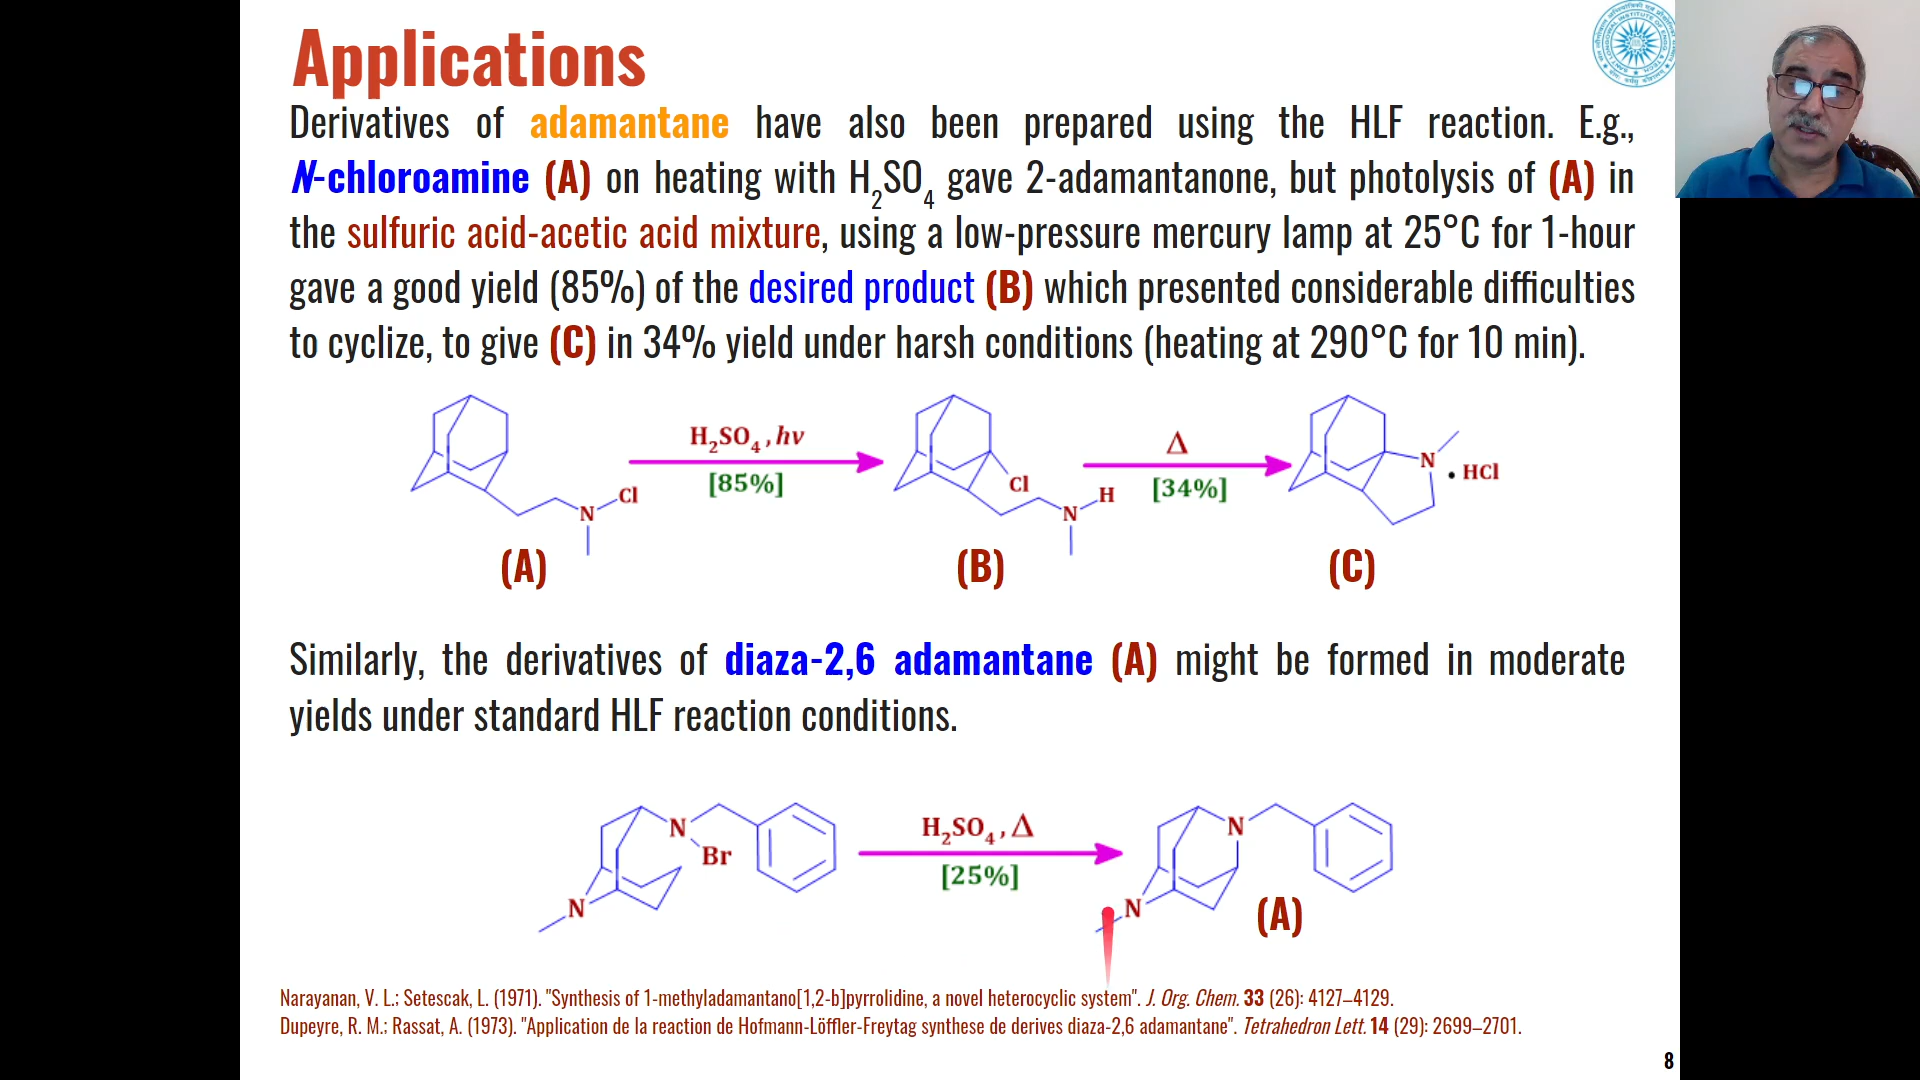 Applications
Derivatives of adamantane have also been prepared using the HLF reaction. E.g.,
N-chloroamine (A) on heating with H₂SO₄ gave 2-adamantanone, but photolysis of (A) in
the sulfuric acid-acetic acid mixture, using a low-pressure mercury lamp at 25°C for 1-hour
gave a good yield (85%) of the desired product (B) which presented considerable difficulties
to cyclize, to give (C) in 34% yield under harsh conditions (heating at 290°C for 10 min).
H₂SO₄, hν
[85%]
Δ
[34%]
N
Cl
Cl
N
H
N
• HCl
(A)
(B)
(C)
Similarly, the derivatives of diaza-2,6 adamantane (A) might be formed in moderate
yields under standard HLF reaction conditions.
N
Br
N
H₂SO₄, Δ
[25%]
N
N
(A)
Narayanan, V. L.; Setescak, L. (1971). "Synthesis of 1-methyladamantano[1,2-b]pyrrolidine, a novel heterocyclic system". J. Org. Chem. 33 (26): 4127–4129.
Dupeyre, R. M.; Rassat, A. (1973). "Application de la reaction de Hofmann-Löffler-Freytag synthese de derives diaza-2,6 adamantane". Tetrahedron Lett. 14 (29): 2699–2701.
8